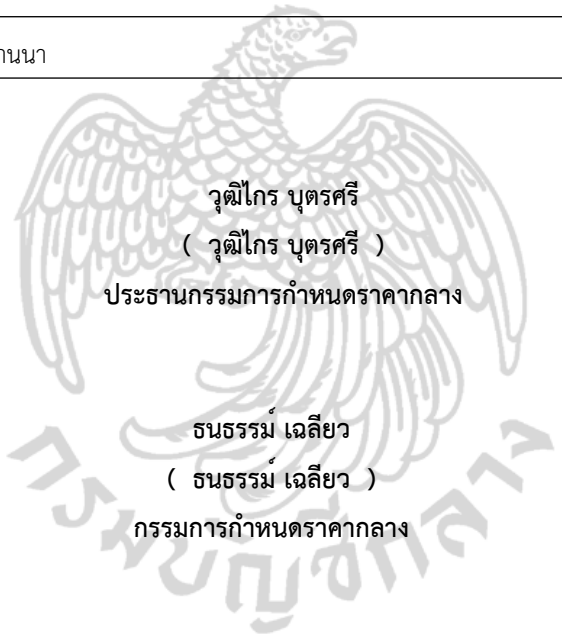 านนา
วุฒิไกร บุตรศรี
( วุฒิไกร บุตรศรี )
ประธานกรรมการกำหนดราคากลาง
ธนธรรม์ เฉลียว
( ธนธรรม์ เฉลียว )
กรรมการกำหนดราคากลาง
กรมบัญชีกลาง